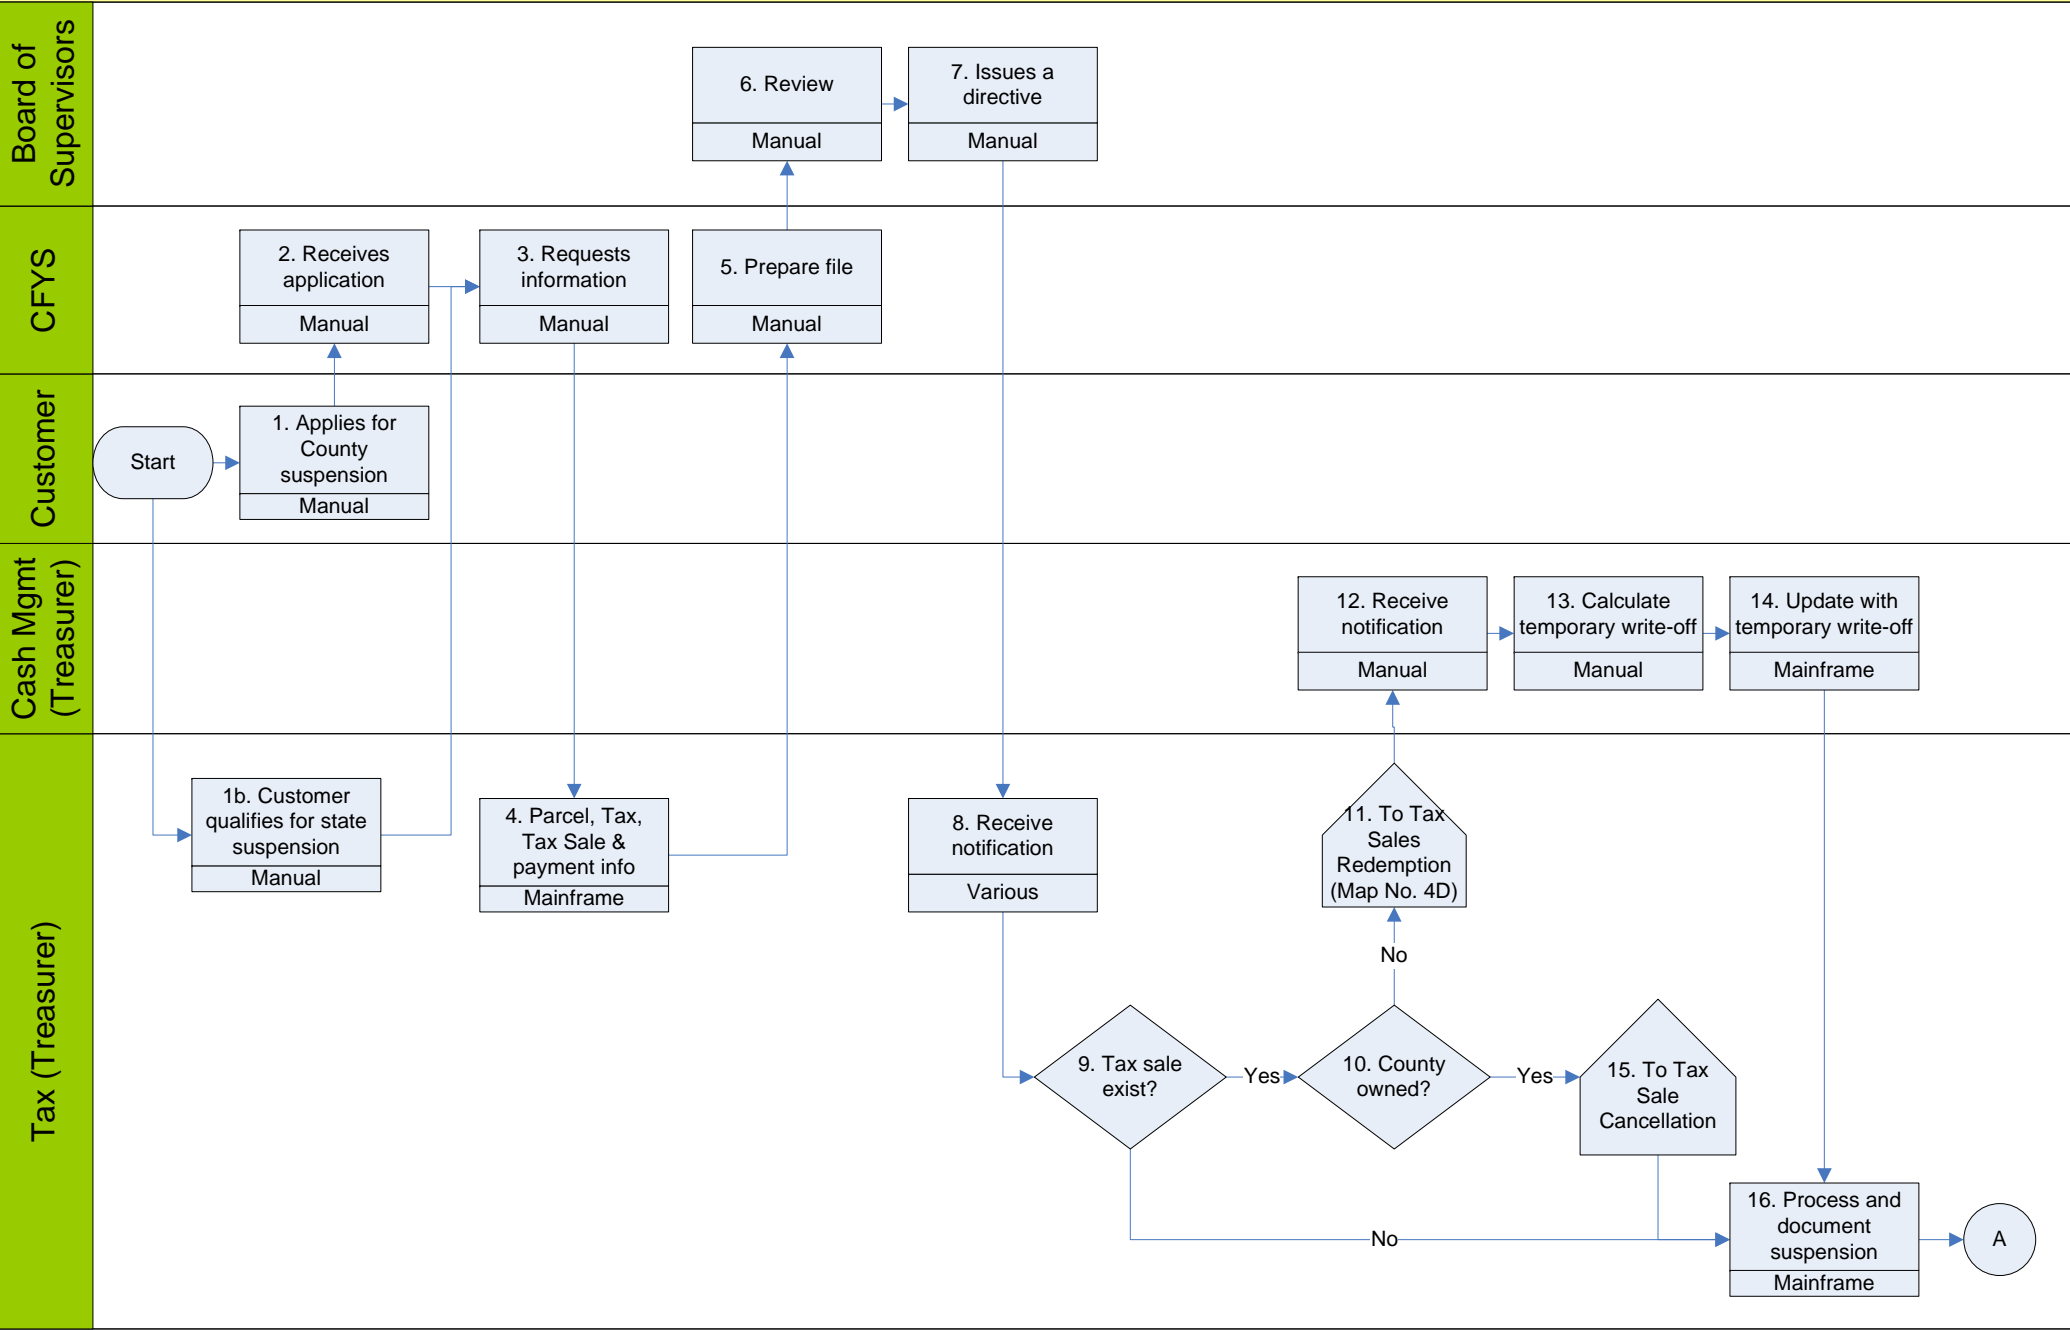 Board of
Supervisors
6. Review
Manual
7. Issues a
directive
Manual
CFYS
2. Receives
application
Manual
3. Requests
information
Manual
5. Prepare file
Manual
Customer
Start
1. Applies for
County
suspension
Manual
Cash Mgmt
(Treasurer)
12. Receive
notification
Manual
13. Calculate
temporary write-off
Manual
14. Update with
temporary write-off
Mainframe
Tax (Treasurer)
1b. Customer
qualifies for state
suspension
Manual
4. Parcel, Tax,
Tax Sale &
payment info
Mainframe
8. Receive
notification
Various
11. To Tax
Sales
Redemption
(Map No. 4D)
No
9. Tax sale
exist?
Yes
10. County
owned?
Yes
15. To Tax
Sale
Cancellation
No
16. Process and
document
suspension
Mainframe
A